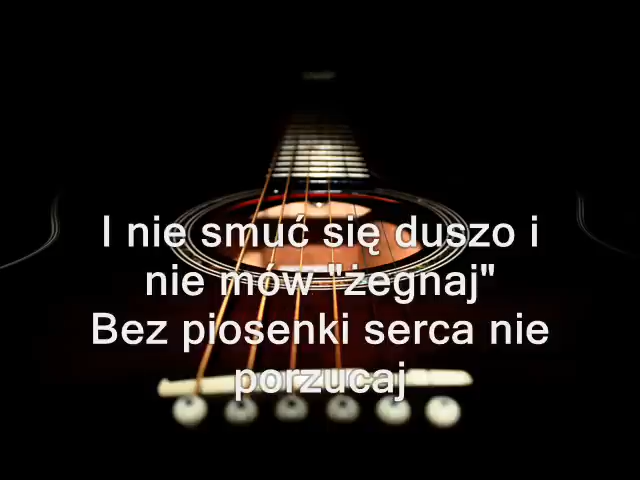 I nie smuć się duszo i
nie mów "żegnaj"
Bez piosenki serca nie
porzucaj